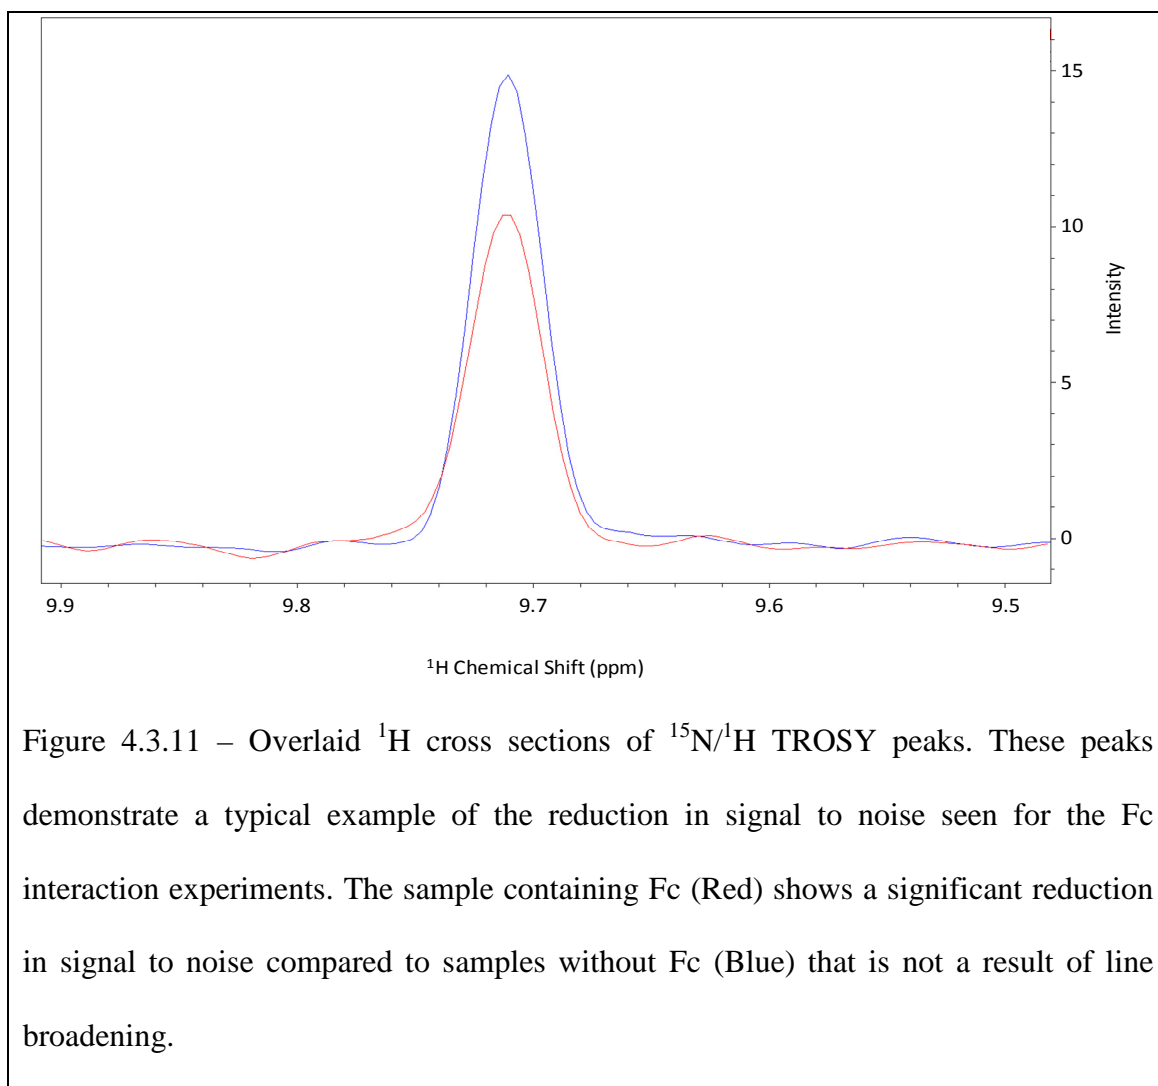 15
10
Intensity
5
0
9.9 9.8 9.7 9.6 9.5
¹H Chemical Shift (ppm)
Figure 4.3.11 – Overlaid ¹H cross sections of ¹⁵N/¹H TROSY peaks. These peaks
demonstrate a typical example of the reduction in signal to noise seen for the Fc
interaction experiments. The sample containing Fc (Red) shows a significant reduction
in signal to noise compared to samples without Fc (Blue) that is not a result of line
broadening.